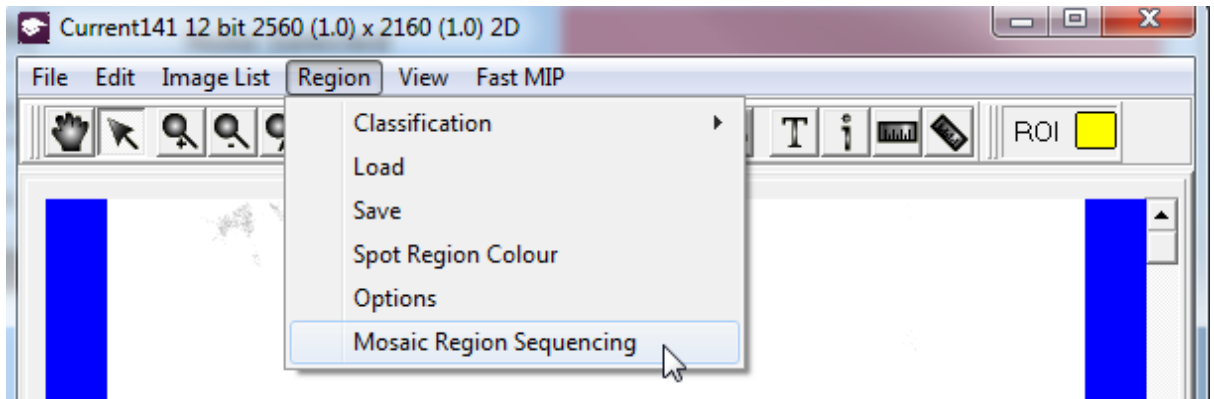 Current141 12 bit 2560 (1.0) x 2160 (1.0) 2D
File Edit Image List Region View Fast MIP
Classification
T i ROI
Load
Save
Spot Region Colour
Options
Mosaic Region Sequencing